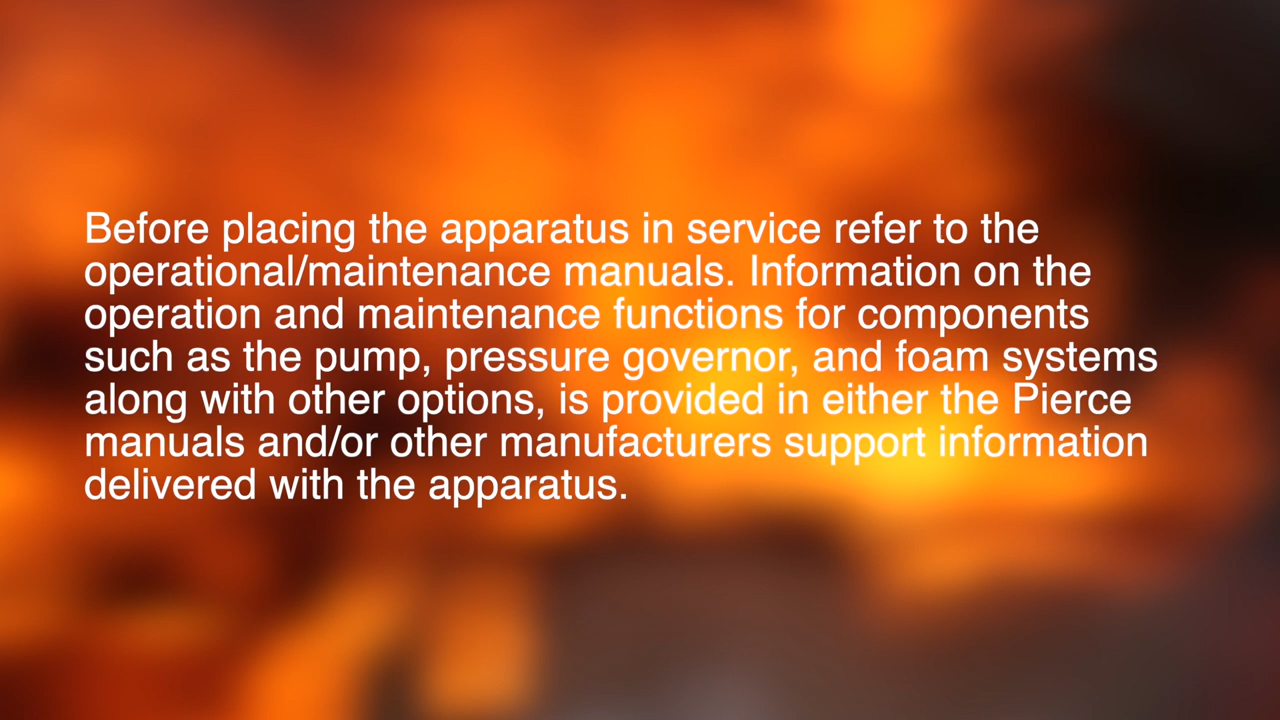 Before placing the apparatus in service refer to the
operational/maintenance manuals. Information on the
operation and maintenance functions for components
such as the pump, pressure governor, and foam systems
along with other options, is provided in either the Pierce
manuals and/or other manufacturers support information
delivered with the apparatus.